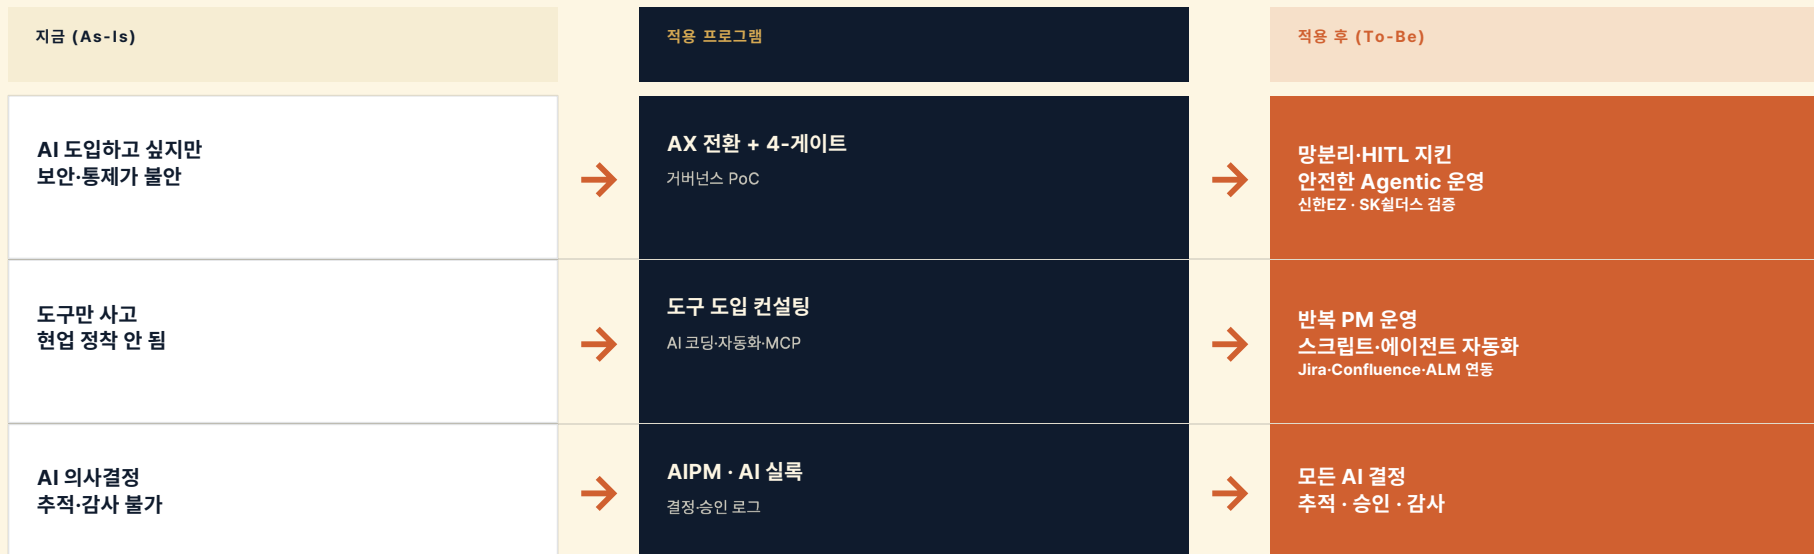 지금 (As-Is)
적용 프로그램
적용 후 (To-Be)
AI 도입하고 싶지만
보안·통제가 불안
AX 전환 + 4-게이트
거버넌스 PoC
망분리·HITL 지킨
안전한 Agentic 운영
신한EZ · SK쉴더스 검증
도구만 사고
현업 정착 안 됨
도구 도입 컨설팅
AI 코딩·자동화·MCP
반복 PM 운영
스크립트·에이전트 자동화
Jira·Confluence·ALM 연동
AI 의사결정
추적·감사 불가
AIPM · AI 실록
결정·승인 로그
모든 AI 결정
추적 · 승인 · 감사